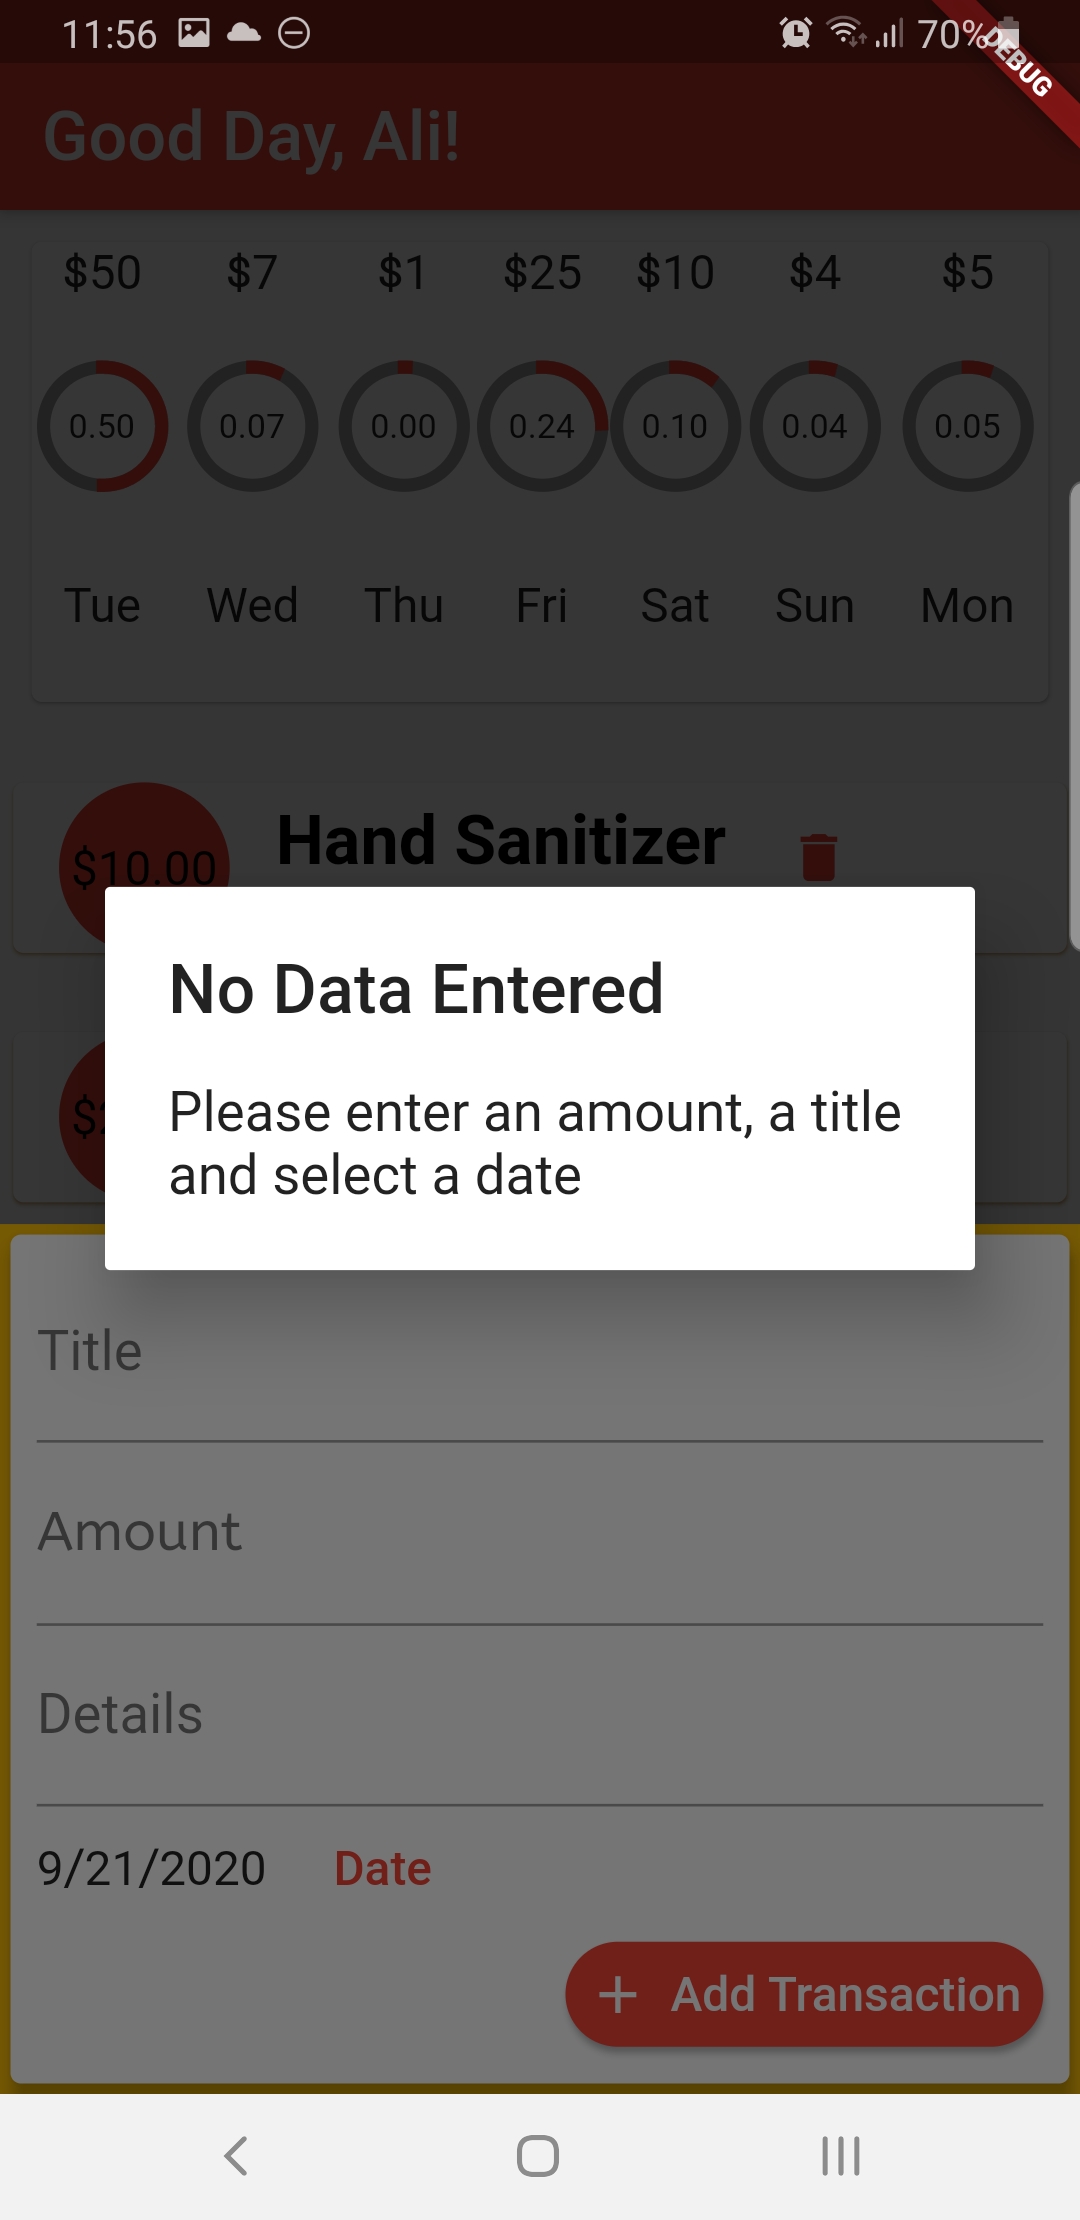 11:56 70%
DEBUG
Good Day, Ali!
$50 $7 $1 $25 $10 $4 $5
0.50 0.07 0.00 0.24 0.10 0.04 0.05
Tue Wed Thu Fri Sat Sun Mon
Hand Sanitizer
$10.00
No Data Entered
Please enter an amount, a title
and select a date
Title
Amount
Details
9/21/2020 Date
+ Add Transaction